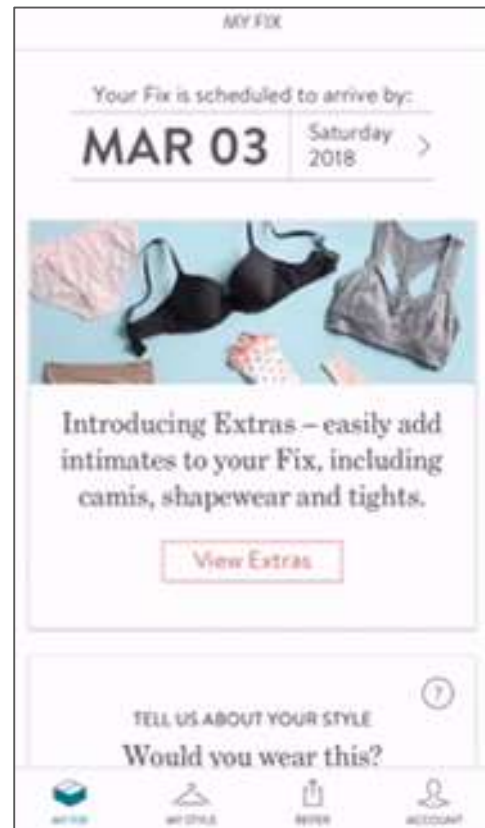 MY FIX
Your Fix is scheduled to arrive by:
MAR 03
Saturday
2018
Introducing Extras – easily add
intimates to your Fix, including
camis, shapewear and tights.
View Extras
?
TELL US ABOUT YOUR STYLE
Would you wear this?
MY FIX
MY STYLE
REFER
ACCOUNT